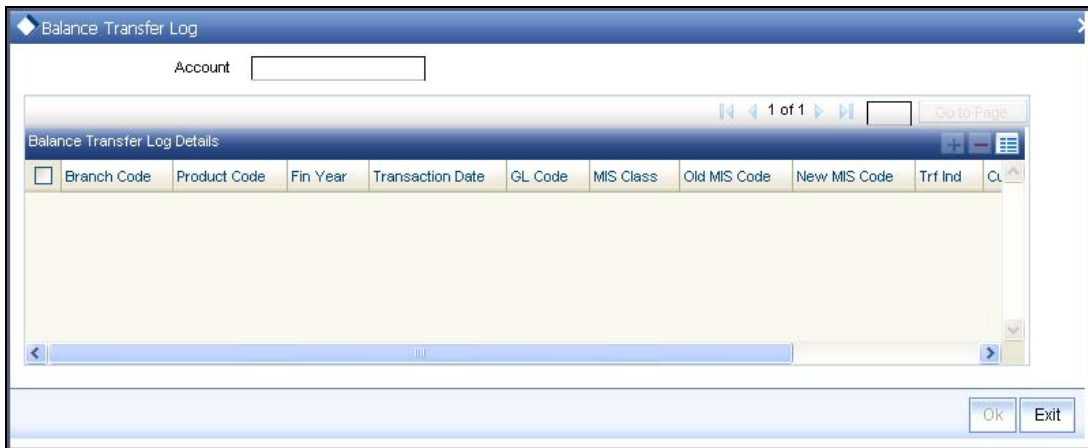 Balance Transfer Log
Account
1 of 1 Go to Page
Balance Transfer Log Details
Branch Code Product Code Fin Year Transaction Date GL Code MIS Class Old MIS Code New MIS Code Trf Ind
Ok Exit